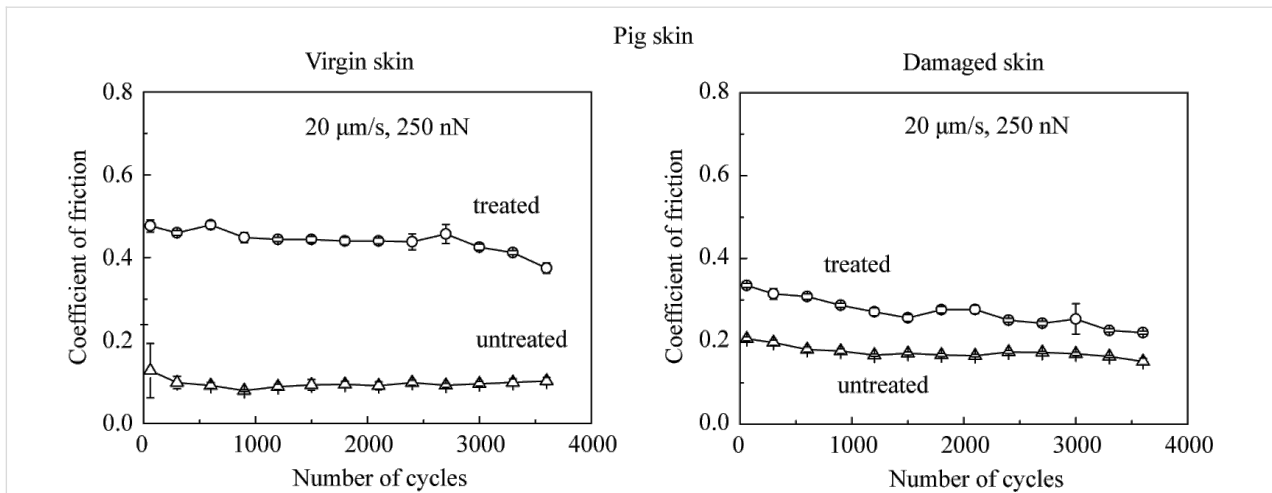 Pig skin
Virgin skin
0.8
0.6
0.4
0.2
0.0
Coefficient of friction
20 μm/s, 250 nN
treated
untreated
0
1000
2000
3000
4000
Number of cycles
Damaged skin
0.8
0.6
0.4
0.2
0.0
Coefficient of friction
20 μm/s, 250 nN
treated
untreated
0
1000
2000
3000
4000
Number of cycles